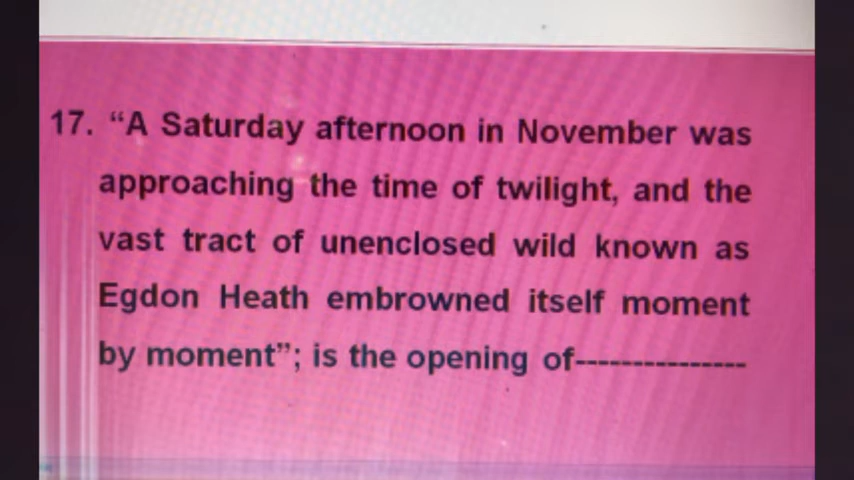 17. “A Saturday afternoon in November was
approaching the time of twilight, and the
vast tract of unenclosed wild known as
Egdon Heath embrowned itself moment
by moment”; is the opening of---------------